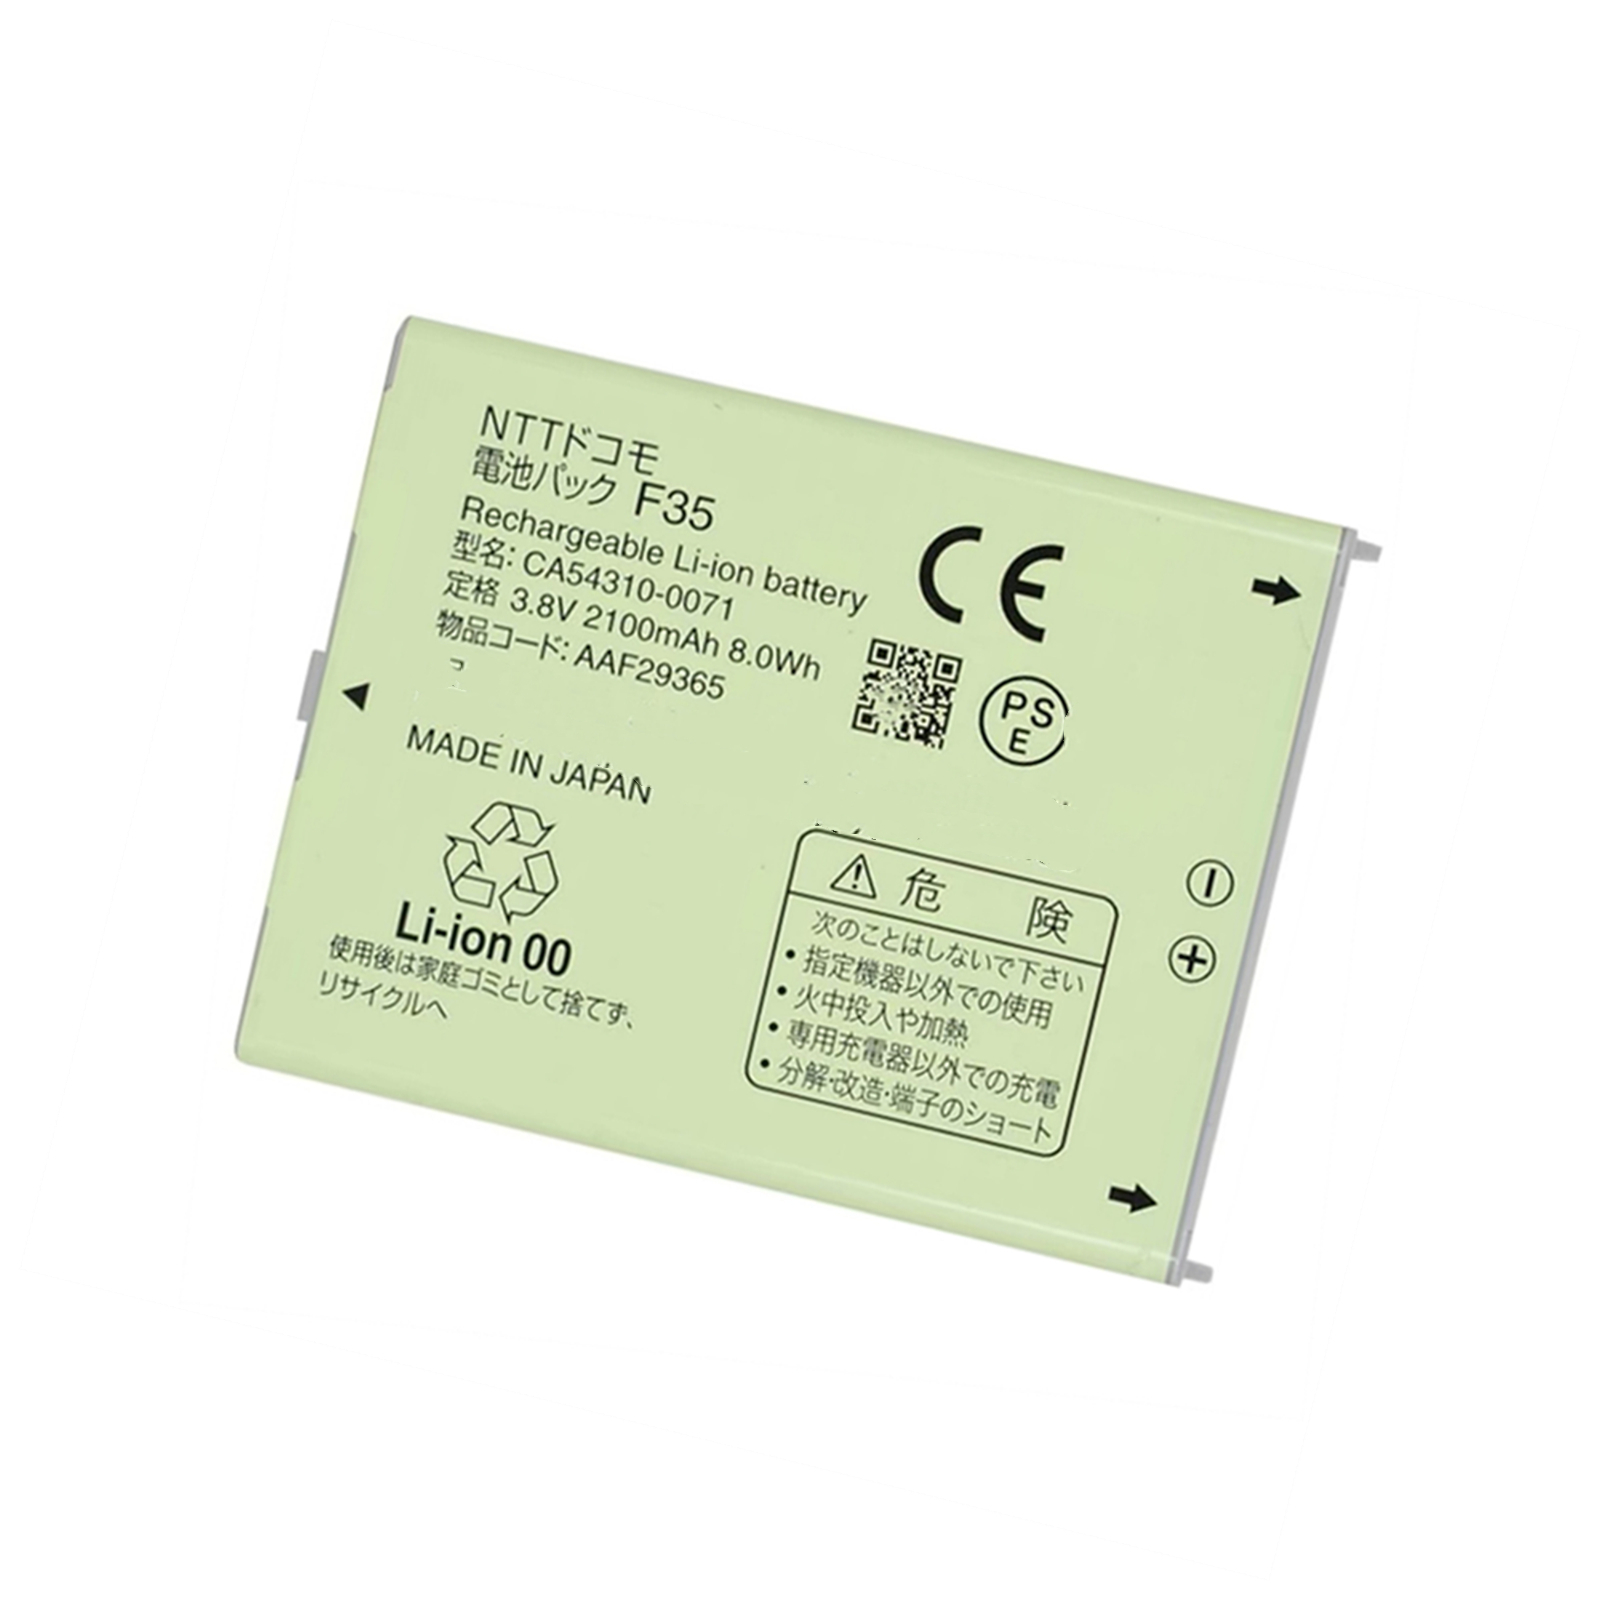 NTTドコモ
電池パック F35
Rechargeable Li-ion battery
型名: CA54310-0071
定格 3.8V 2100mAh 8.0Wh
物品コード: AAF29365
MADE IN JAPAN
Li-ion 00
使用後は家庭ゴミとして捨てず、
リサイクルへ
CE
PS
E
危 険
次のことはしないで下さい
• 指定機器以外での使用
• 火中投入や加熱
• 専用充電器以外での充電
• 分解・改造・端子のショート